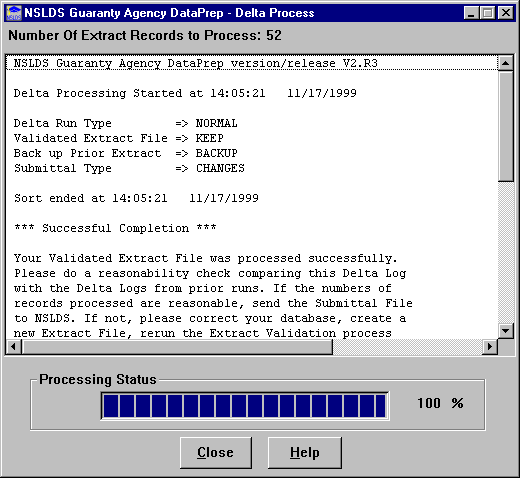 NSLDS Guaranty Agency DataPrep - Delta Process
Number Of Extract Records to Process: 52
NSLDS Guaranty Agency DataPrep version/release V2.R3
Delta Processing Started at 14:05:21   11/17/1999
Delta Run Type         => NORMAL
Validated Extract File => KEEP
Back up Prior Extract  => BACKUP
Submittal Type         => CHANGES
Sort ended at 14:05:21   11/17/1999
*** Successful Completion ***
Your Validated Extract File was processed successfully.
Please do a reasonability check comparing this Delta Log
with the Delta Logs from prior runs. If the numbers of
records processed are reasonable, send the Submittal File
to NSLDS. If not, please correct your database, create a
new Extract File, rerun the Extract Validation process
Processing Status
100 %
Close Help